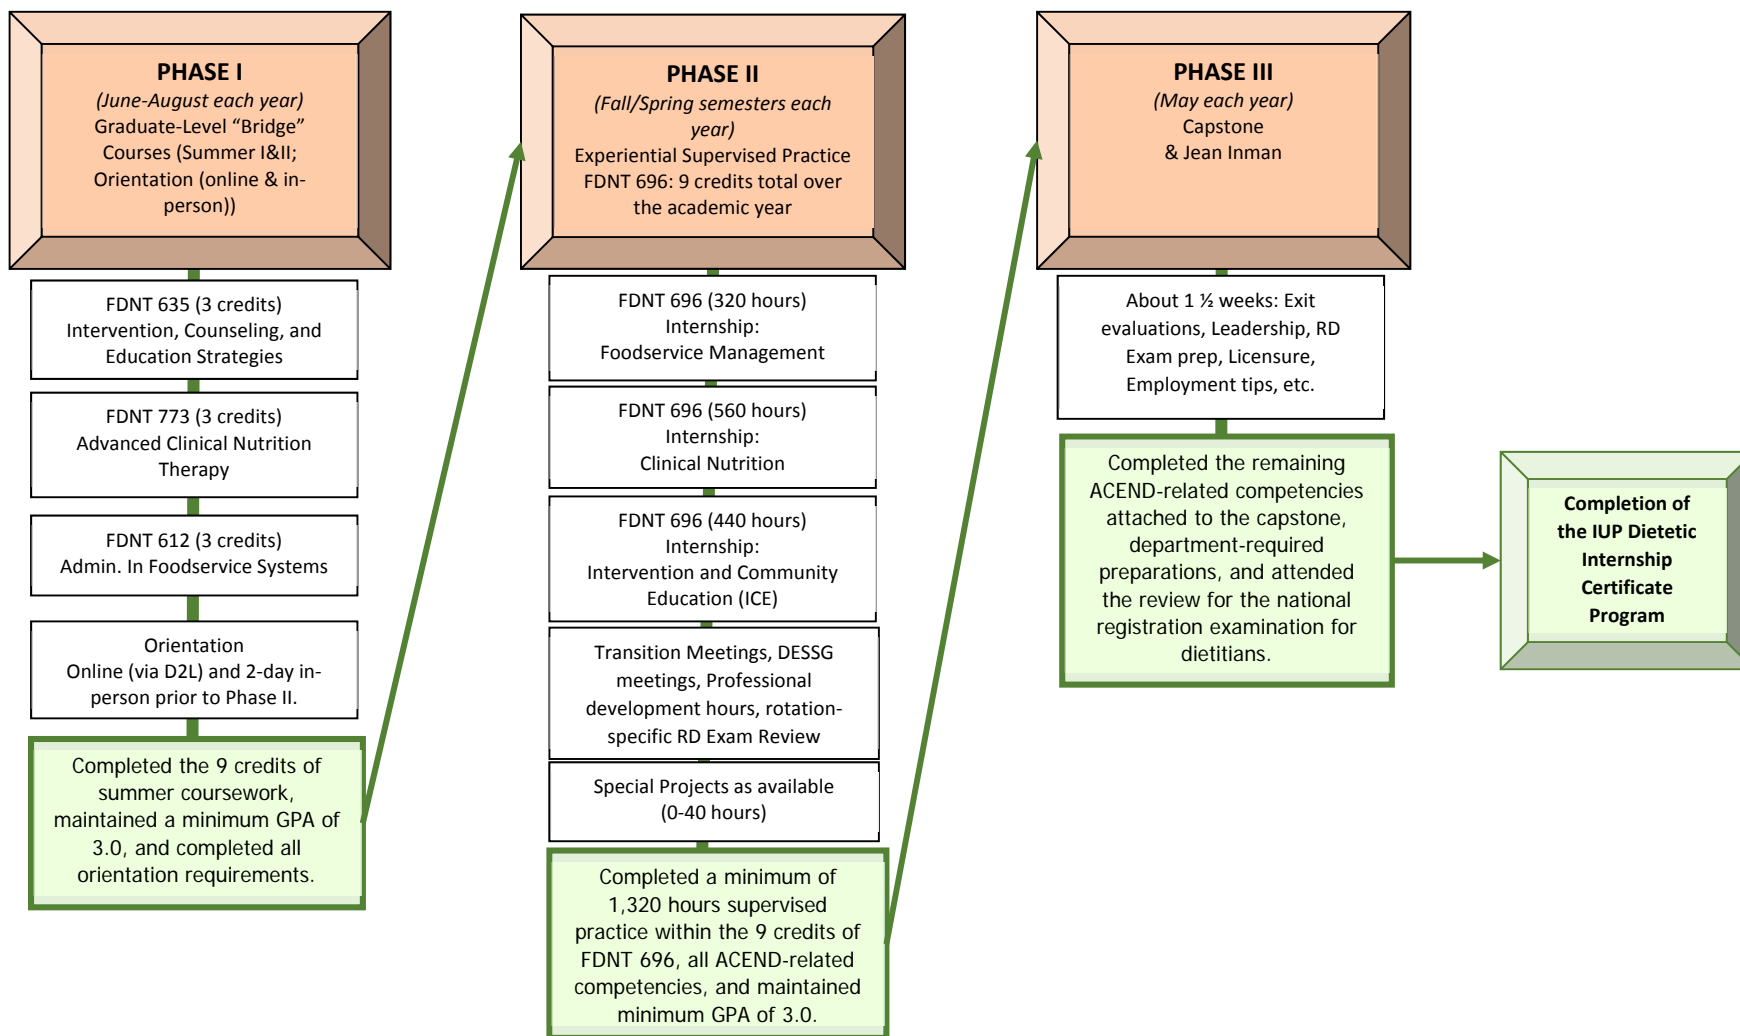 PHASE I
(June-August each year)
Graduate-Level “Bridge”
Courses (Summer I&II;
Orientation (online & in-
person))
FDNT 635 (3 credits)
Intervention, Counseling, and
Education Strategies
FDNT 773 (3 credits)
Advanced Clinical Nutrition
Therapy
FDNT 612 (3 credits)
Admin. In Foodservice Systems
Orientation
Online (via D2L) and 2-day in-
person prior to Phase II.
Completed the 9 credits of
summer coursework,
maintained a minimum GPA of
3.0, and completed all
orientation requirements.
PHASE II
(Fall/Spring semesters each
year)
Experiential Supervised Practice
FDNT 696: 9 credits total over
the academic year
FDNT 696 (320 hours)
Internship:
Foodservice Management
FDNT 696 (560 hours)
Internship:
Clinical Nutrition
FDNT 696 (440 hours)
Internship:
Intervention and Community
Education (ICE)
Transition Meetings, DESSG
meetings, Professional
development hours, rotation-
specific RD Exam Review
Special Projects as available
(0-40 hours)
Completed a minimum of
1,320 hours supervised
practice within the 9 credits of
FDNT 696, all ACEND-related
competencies, and maintained
minimum GPA of 3.0.
PHASE III
(May each year)
Capstone
& Jean Inman
About 1 ½ weeks: Exit
evaluations, Leadership, RD
Exam prep, Licensure,
Employment tips, etc.
Completed the remaining
ACEND-related competencies
attached to the capstone,
department-required
preparations, and attended
the review for the national
registration examination for
dietitians.
Completion of
the IUP Dietetic
Internship
Certificate
Program